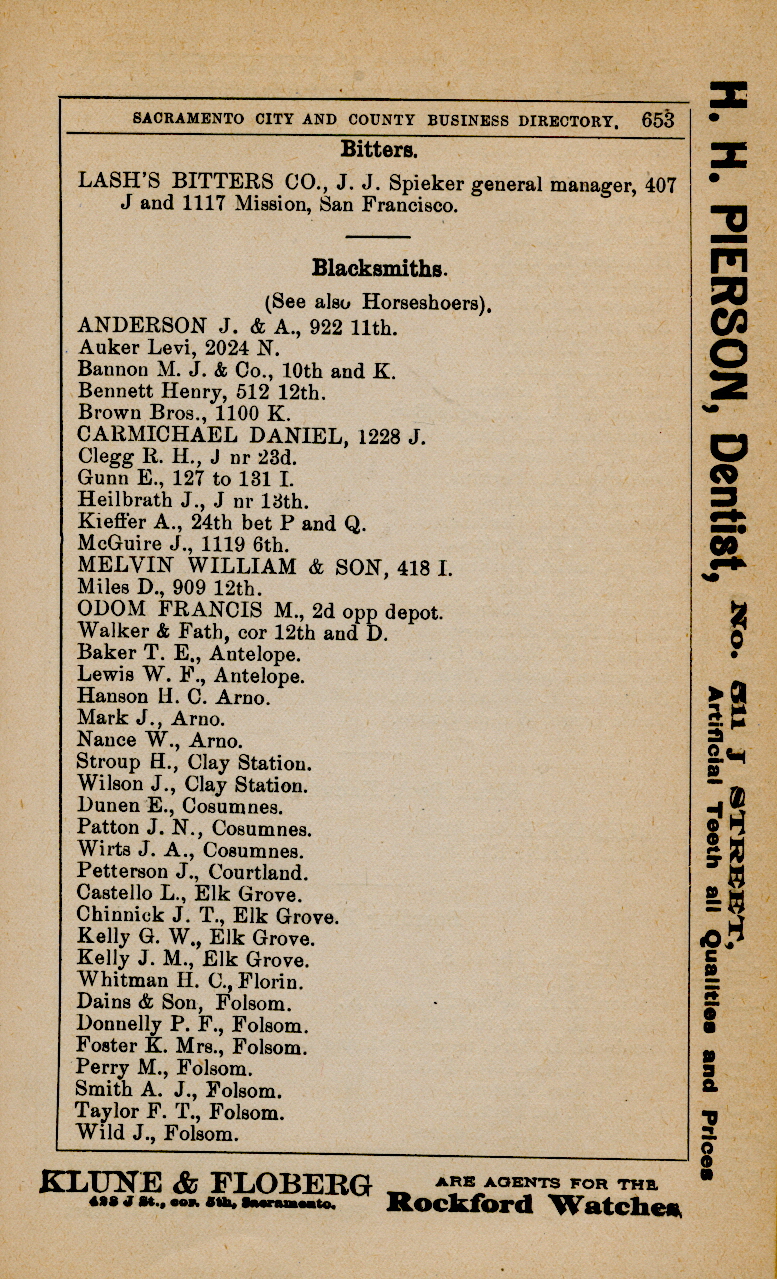 SACRAMENTO CITY AND COUNTY BUSINESS DIRECTORY. 653
Bitters.
LASH'S BITTERS CO., J. J. Spieker general manager, 407
J and 1117 Mission, San Francisco.
Blacksmiths.
(See also Horseshoers).
ANDERSON J. & A., 922 11th.
Auker Levi, 2024 N.
Bannon M. J. & Co., 10th and K.
Bennett Henry, 512 12th.
Brown Bros., 1100 K.
CARMICHAEL DANIEL, 1228 J.
Clegg R. H., J nr 23d.
Gunn E., 127 to 131 I.
Heilbrath J., J nr 13th.
Kieffer A., 24th bet P and Q.
McGuire J., 1119 6th.
MELVIN WILLIAM & SON, 418 I.
Miles D., 909 12th.
ODOM FRANCIS M., 2d opp depot.
Walker & Fath, cor 12th and D.
Baker T. E., Antelope.
Lewis W. F., Antelope.
Hanson H. C. Arno.
Mark J., Arno.
Nance W., Arno.
Stroup H., Clay Station.
Wilson J., Clay Station.
Dunen E., Cosumnes.
Patton J. N., Cosumnes.
Wirts J. A., Cosumnes.
Petterson J., Courtland.
Castello L., Elk Grove.
Chinnick J. T., Elk Grove.
Kelly G. W., Elk Grove.
Kelly J. M., Elk Grove.
Whitman H. C., Florin.
Dains & Son, Folsom.
Donnelly P. F., Folsom.
Foster K. Mrs., Folsom.
Perry M., Folsom.
Smith A. J., Folsom.
Taylor F. T., Folsom.
Wild J., Folsom.
H. H. PIERSON, Dentist, No. 511 J STREET,
Artificial Teeth all Qualities and Prices
KLUNE & FLOBERG
428 J St., cor. 5th, Sacramento.
ARE AGENTS FOR THE
Rockford Watches